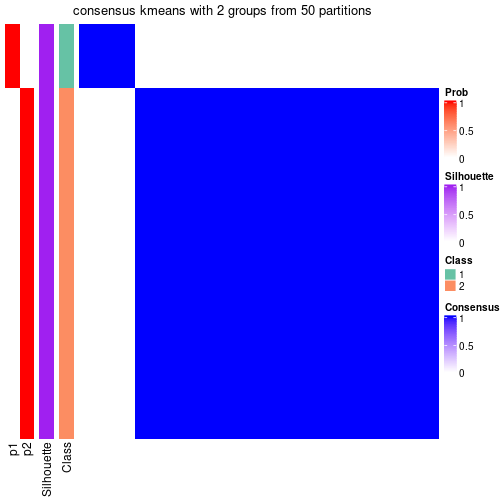 consensus kmeans with 2 groups from 50 partitions
Prob
1
0.5
0
Silhouette
1
0.5
0
Class
1
2
Consensus
1
0.5
0
p1
p2
Silhouette
Class